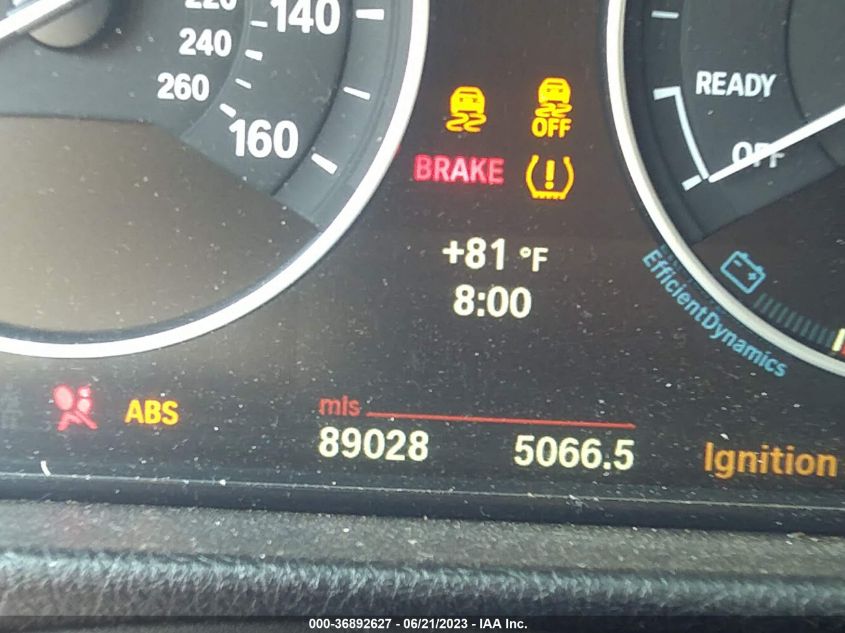 220
140
240
260
160
READY
OFF
OFF
BRAKE
+81 °F
8:00
EfficientDynamics
ABS
mls
89028 5066.5
Ignition
000-36892627 - 06/21/2023 - IAA Inc.